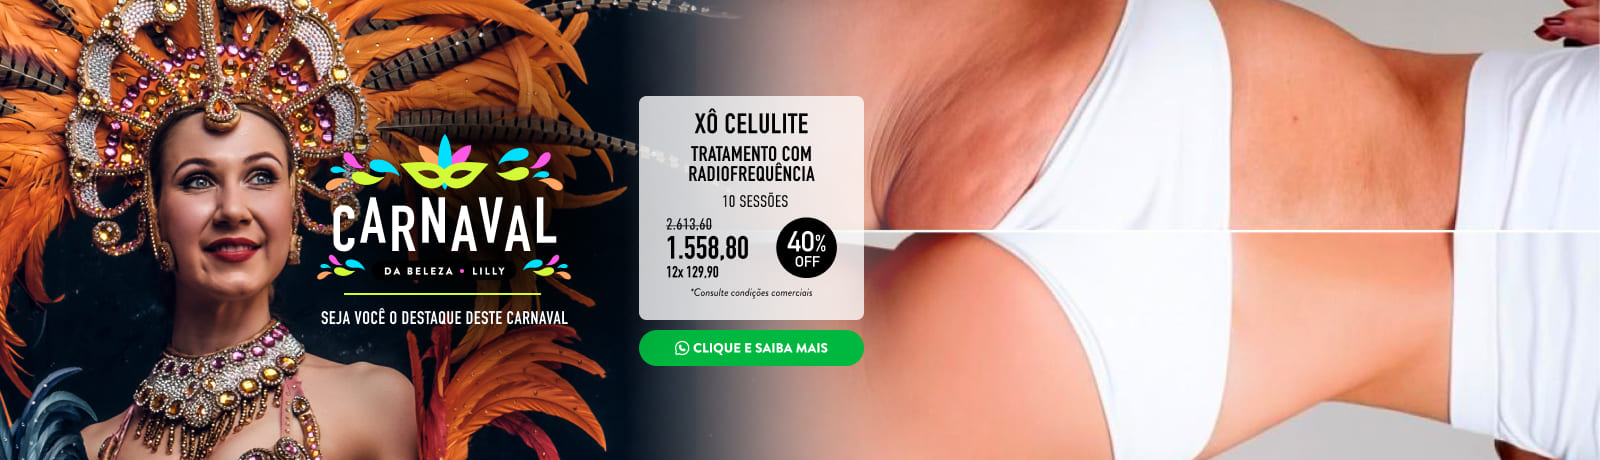 CARNAVAL
DA BELEZA • LILLY
SEJA VOCÊ O DESTAQUE DESTE CARNAVAL
XÔ CELULITE
TRATAMENTO COM
RADIOFREQUÊNCIA
10 SESSÕES
2.613,60
1.558,80
12x 129,90
40%
OFF
*Consulte condições comerciais
CLIQUE E SAIBA MAIS